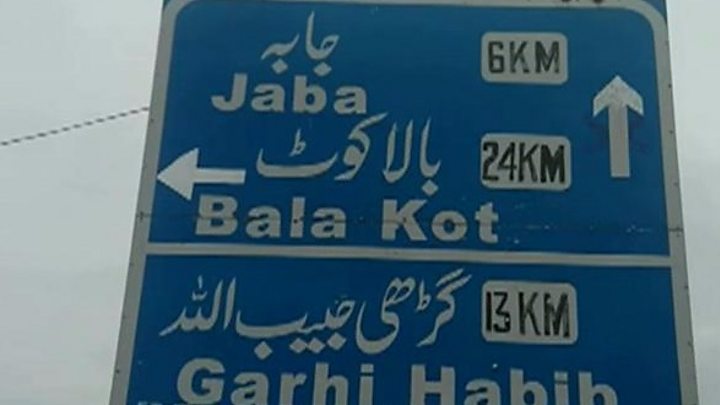 جابہ 6KM
Jaba
بالاکوٹ 24KM
Bala Kot
گڑھی حبیب اللہ 13KM
Garhi Habib